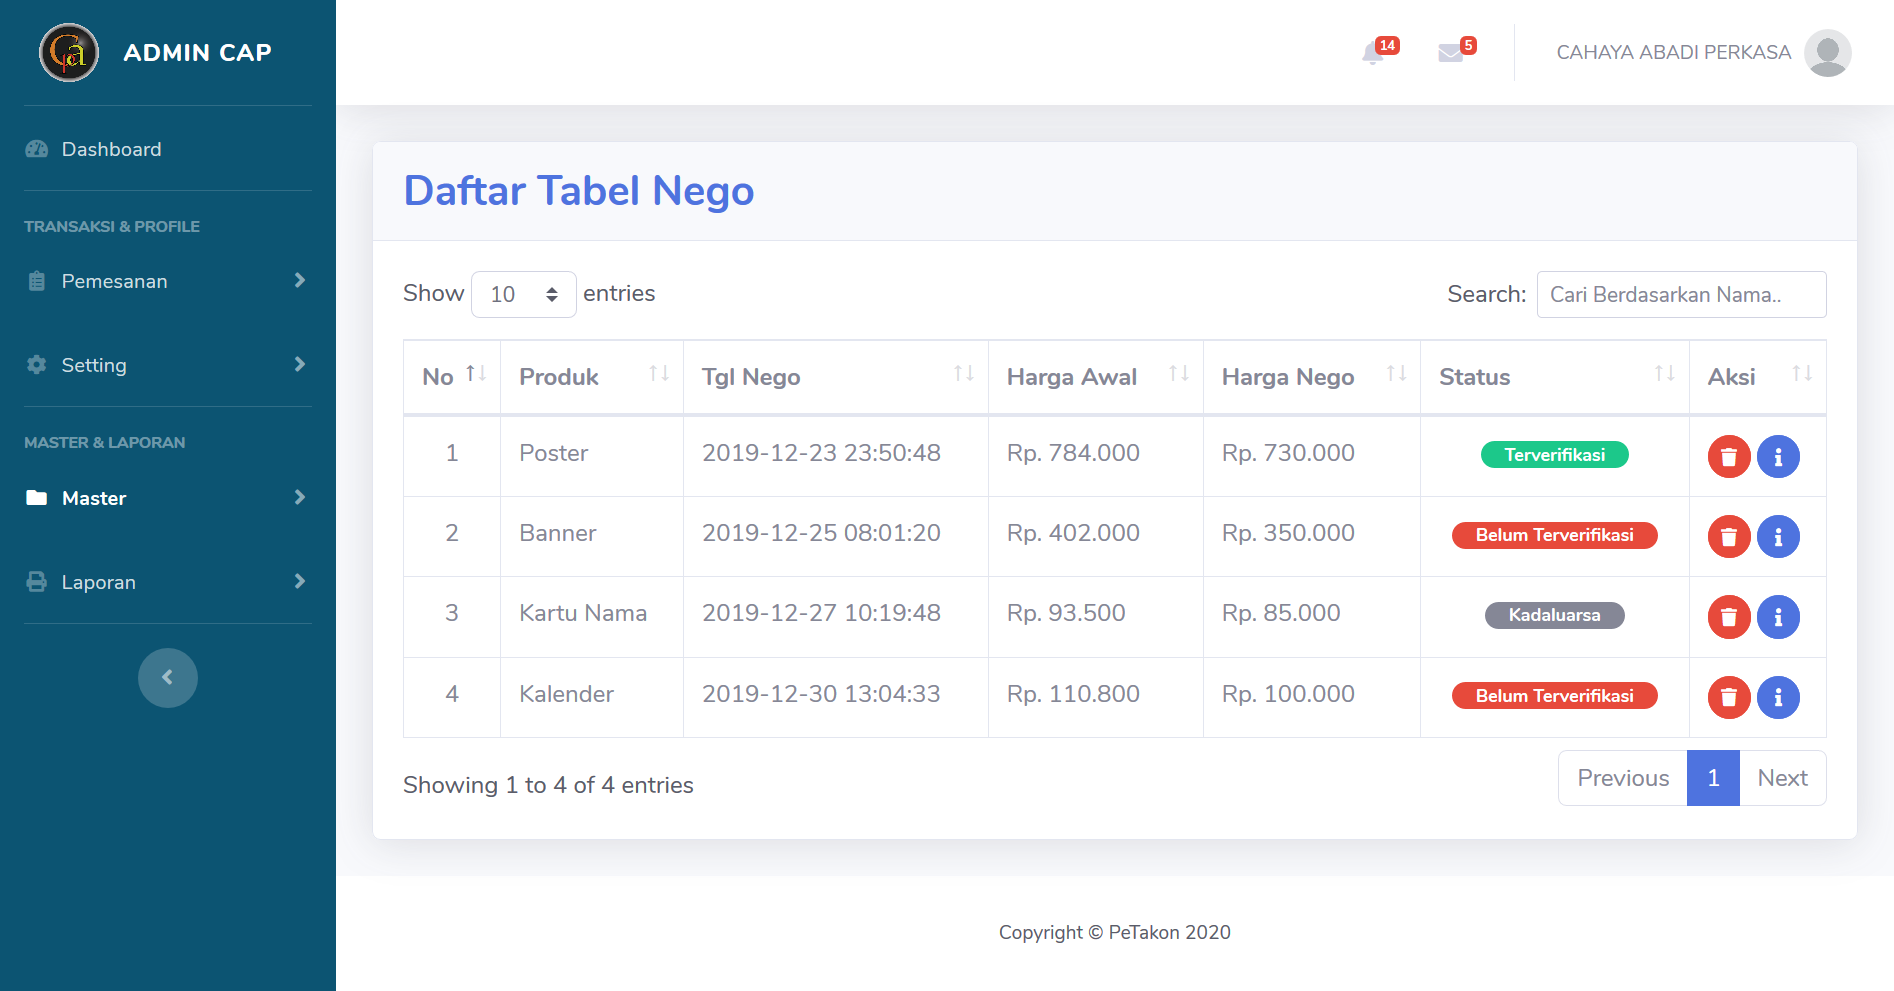 ADMIN CAP
14
5
CAHAYA ABADI PERKASA
Dashboard
TRANSAKSI & PROFILE
Pemesanan
Setting
MASTER & LAPORAN
Master
Laporan
Daftar Tabel Nego
Show 10 entries
Search: Cari Berdasarkan Nama..
No Produk Tgl Nego Harga Awal Harga Nego Status Aksi
1 Poster 2019-12-23 23:50:48 Rp. 784.000 Rp. 730.000 Terverifikasi
2 Banner 2019-12-25 08:01:20 Rp. 402.000 Rp. 350.000 Belum Terverifikasi
3 Kartu Nama 2019-12-27 10:19:48 Rp. 93.500 Rp. 85.000 Kadaluarsa
4 Kalender 2019-12-30 13:04:33 Rp. 110.800 Rp. 100.000 Belum Terverifikasi
Showing 1 to 4 of 4 entries
Previous 1 Next
Copyright © PeTakon 2020